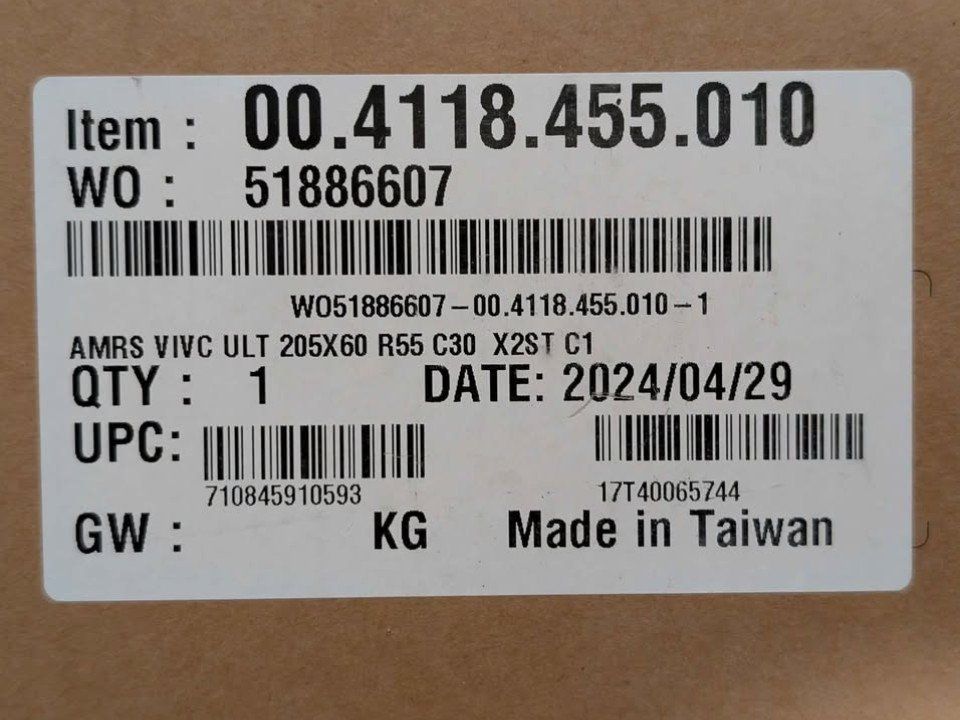 Item : 00.4118.455.010
WO : 51886607
WO51886607-00.4118.455.010-1
AMRS VIVC ULT 205X60 R55 C30 X2ST C1
QTY : 1 DATE: 2024/04/29
UPC:
710845910593 17T40065744
GW : KG Made in Taiwan